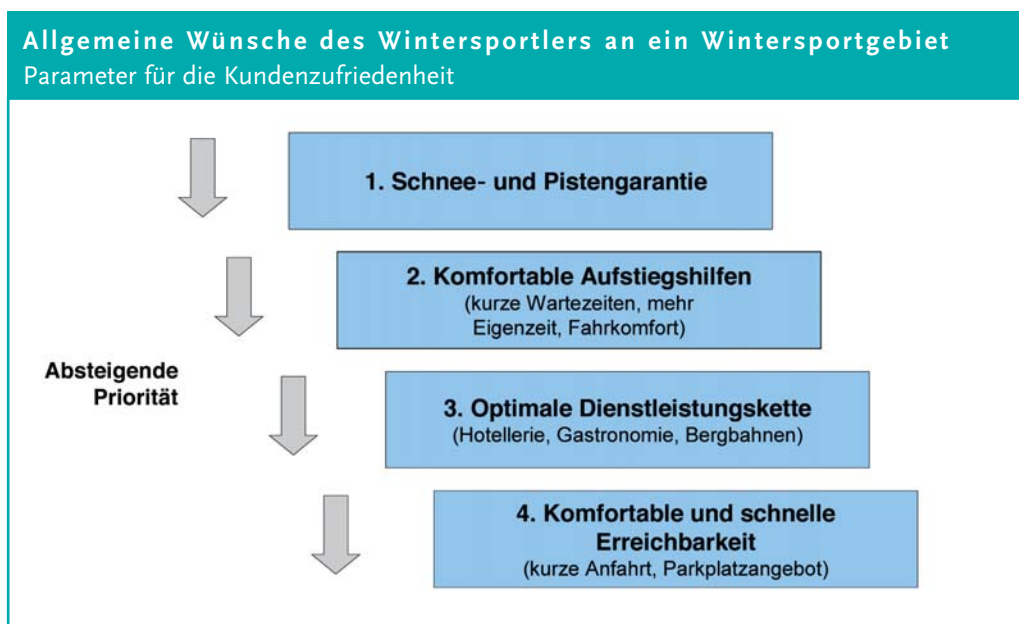 Allgemeine Wünsche des Wintersportlers an ein Wintersportgebiet
Parameter für die Kundenzufriedenheit
1. Schnee- und Pistengarantie
2. Komfortable Aufstiegshilfen
(kurze Wartezeiten, mehr
Eigenzeit, Fahrkomfort)
Absteigende
Priorität
3. Optimale Dienstleistungskette
(Hotellerie, Gastronomie, Bergbahnen)
4. Komfortable und schnelle
Erreichbarkeit
(kurze Anfahrt, Parkplatzangebot)